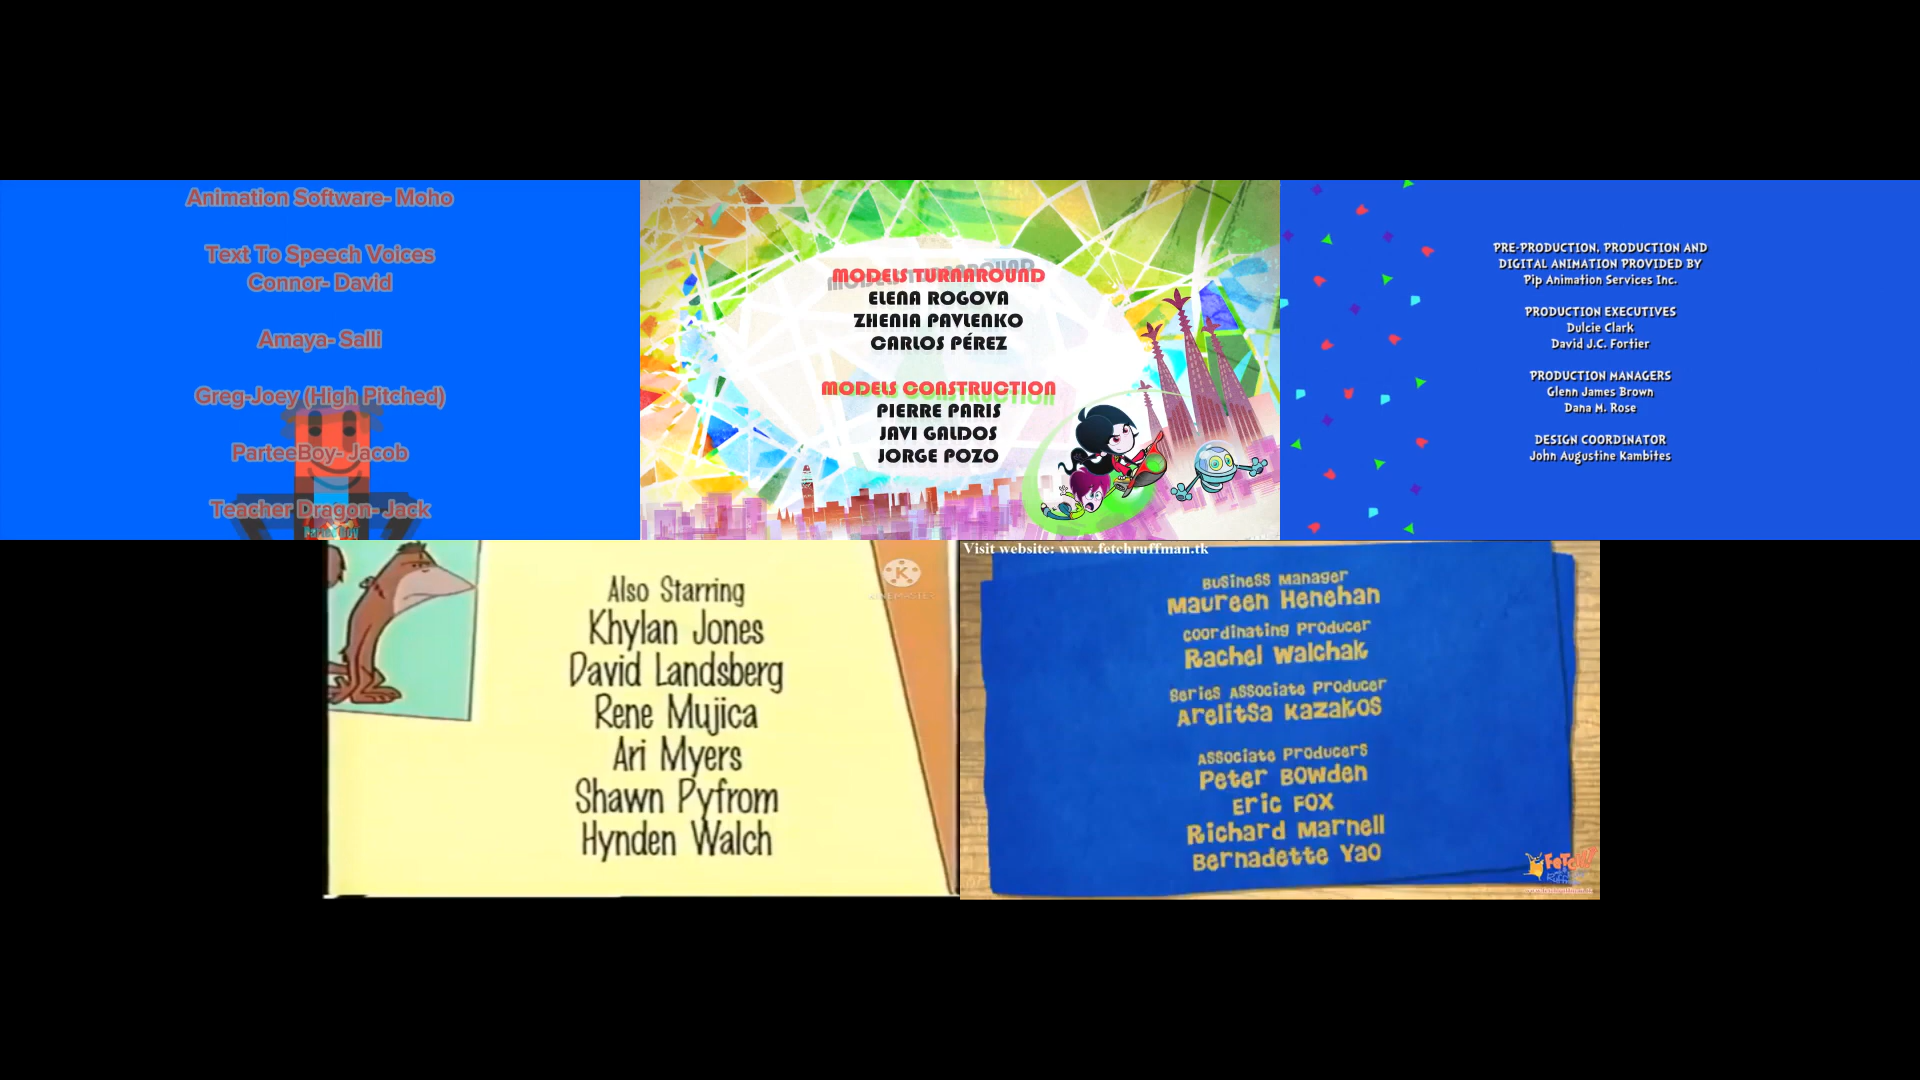 Animation Software- Moho
Text To Speech Voices
Connor- David
Amaya- Salli
Greg-Joey (High Pitched)
ParteeBoy- Jacob
Teacher Dragon- Jack
MODELS TURNAROUND
ELENA ROGOVA
ZHENIA PAVLENKO
CARLOS PÉREZ
MODELS CONSTRUCTION
PIERRE PARIS
JAVI GALDOS
JORGE POZO
PRE-PRODUCTION, PRODUCTION AND
DIGITAL ANIMATION PROVIDED BY
Pip Animation Services Inc.
PRODUCTION EXECUTIVES
Dulcie Clark
David J.C. Fortier
PRODUCTION MANAGERS
Glenn James Brown
Dana M. Rose
DESIGN COORDINATOR
John Augustine Kambites
Also Starring
Khylan Jones
David Landsberg
Rene Mujica
Ari Myers
Shawn Pyfrom
Hynden Walch
K
KINEMASTER
Visit website: www.fetchruffman.tk
Business Manager
Maureen Henehan
Coordinating Producer
Rachel Walchak
Series Associate Producer
Arelitsa Kazakos
Associate Producers
Peter Bowden
Eric Fox
Richard Marnell
Bernadette Yao
FETCH!
www.fetchruffman.tk